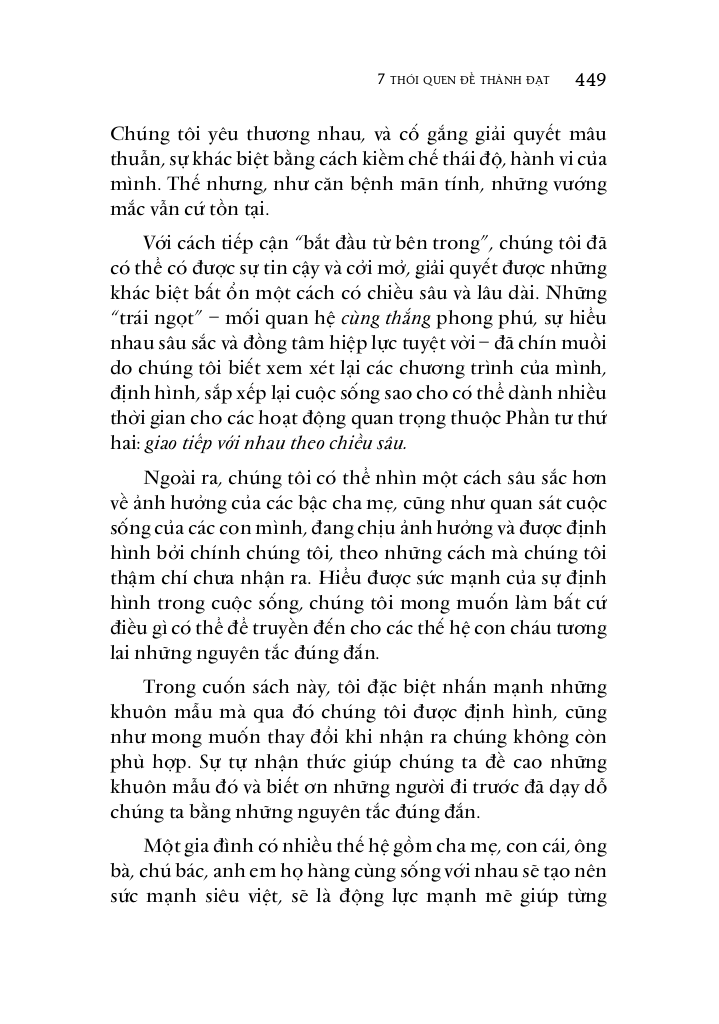 7 THÓI QUEN ĐỂ THÀNH ĐẠT 449
Chúng tôi yêu thương nhau, và cố gắng giải quyết mâu
thuẫn, sự khác biệt bằng cách kiềm chế thái độ, hành vi của
mình. Thế nhưng, như căn bệnh mãn tính, những vướng
mắc vẫn cứ tồn tại.
Với cách tiếp cận “bắt đầu từ bên trong”, chúng tôi đã
có thể có được sự tin cậy và cởi mở, giải quyết được những
khác biệt bất ổn một cách có chiều sâu và lâu dài. Những
“trái ngọt” – mối quan hệ cùng thắng phong phú, sự hiểu
nhau sâu sắc và đồng tâm hiệp lực tuyệt vời – đã chín muồi
do chúng tôi biết xem xét lại các chương trình của mình,
định hình, sắp xếp lại cuộc sống sao cho có thể dành nhiều
thời gian cho các hoạt động quan trọng thuộc Phần tư thứ
hai: giao tiếp với nhau theo chiều sâu.
Ngoài ra, chúng tôi có thể nhìn một cách sâu sắc hơn
về ảnh hưởng của các bậc cha mẹ, cũng như quan sát cuộc
sống của các con mình, đang chịu ảnh hưởng và được định
hình bởi chính chúng tôi, theo những cách mà chúng tôi
thậm chí chưa nhận ra. Hiểu được sức mạnh của sự định
hình trong cuộc sống, chúng tôi mong muốn làm bất cứ
điều gì có thể để truyền đến cho các thế hệ con cháu tương
lai những nguyên tắc đúng đắn.
Trong cuốn sách này, tôi đặc biệt nhấn mạnh những
khuôn mẫu mà qua đó chúng tôi được định hình, cũng
như mong muốn thay đổi khi nhận ra chúng không còn
phù hợp. Sự tự nhận thức giúp chúng ta đề cao những
khuôn mẫu đó và biết ơn những người đi trước đã dạy dỗ
chúng ta bằng những nguyên tắc đúng đắn.
Một gia đình có nhiều thế hệ gồm cha mẹ, con cái, ông
bà, chú bác, anh em họ hàng cùng sống với nhau sẽ tạo nên
sức mạnh siêu việt, sẽ là động lực mạnh mẽ giúp từng